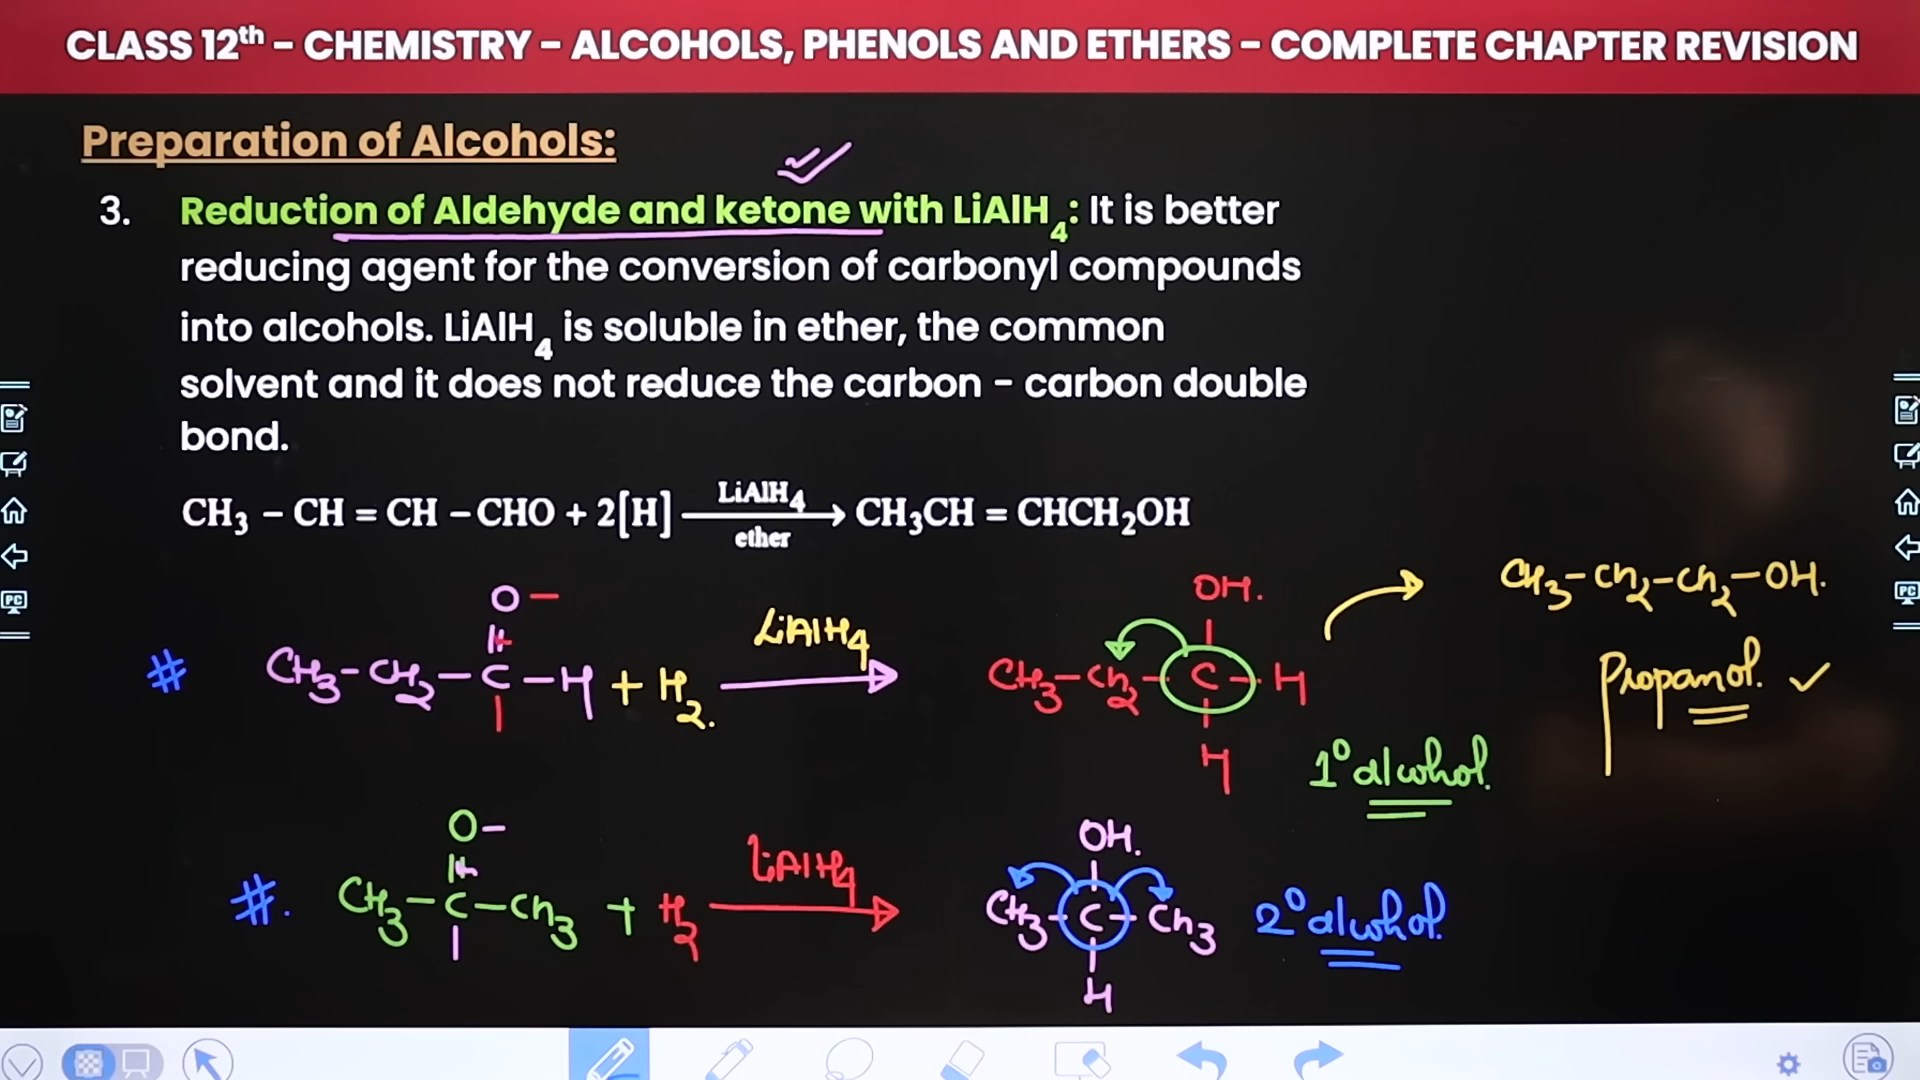 CLASS 12th – CHEMISTRY – ALCOHOLS, PHENOLS AND ETHERS – COMPLETE CHAPTER REVISION
Preparation of Alcohols:
3. Reduction of Aldehyde and ketone with LiAlH4: It is better
reducing agent for the conversion of carbonyl compounds
into alcohols. LiAlH4 is soluble in ether, the common
solvent and it does not reduce the carbon – carbon double
bond.
CH3 – CH = CH – CHO + 2[H] LiAlH4 ether → CH3CH = CHCH2OH
O –
OH.
CH3–CH2–CH2–OH.
# CH3–CH2–C–H + H2. LiAlH4 → CH3–CH2–C–H
Propanol. ✓
H
1° alcohol.
O–
OH.
#. CH3–C–CH3 + H2 LiAlH4 → CH3–C–CH3 2° alcohol.
H
PC
PC